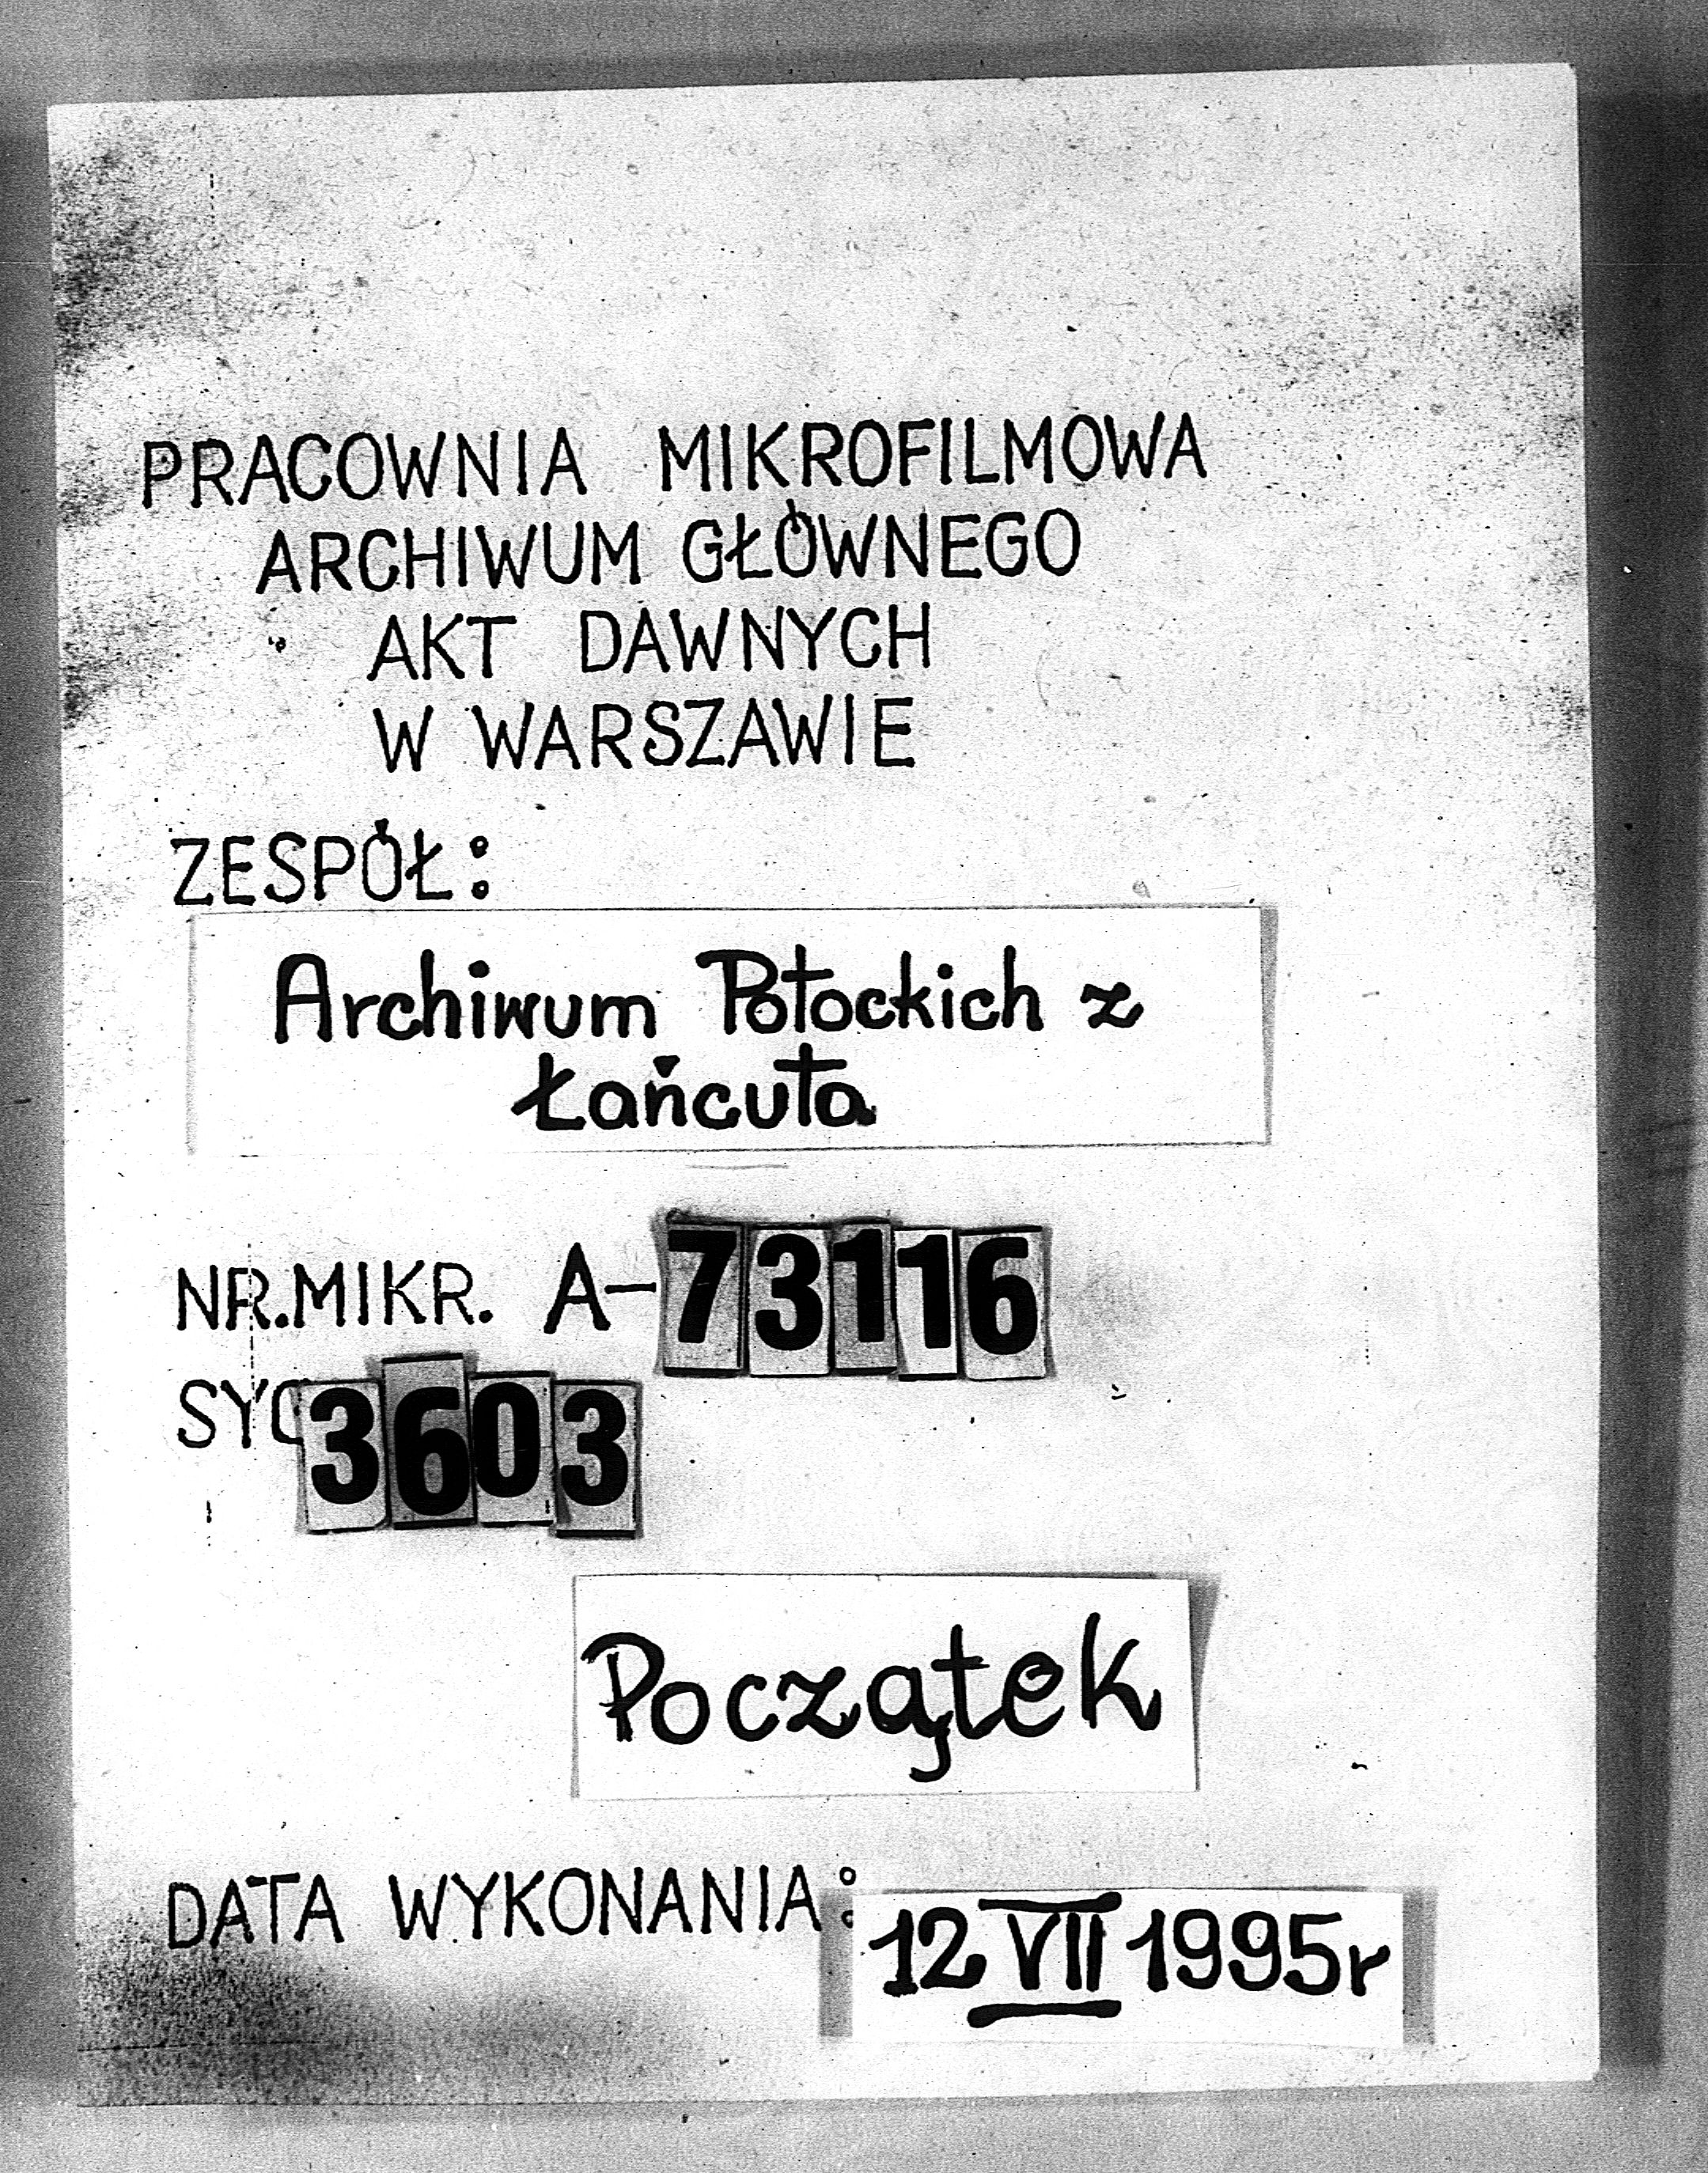 PRACOWNIA MIKROFILMOWA
ARCHIWUM GŁÓWNEGO
AKT DAWNYCH
W WARSZAWIE
ZESPÓŁ:
Archiwum Potockich z
Łańcuta
NR.MIKR. A-73116
SYG 3603
Początek
DATA WYKONANIA: 12 VII 1995r